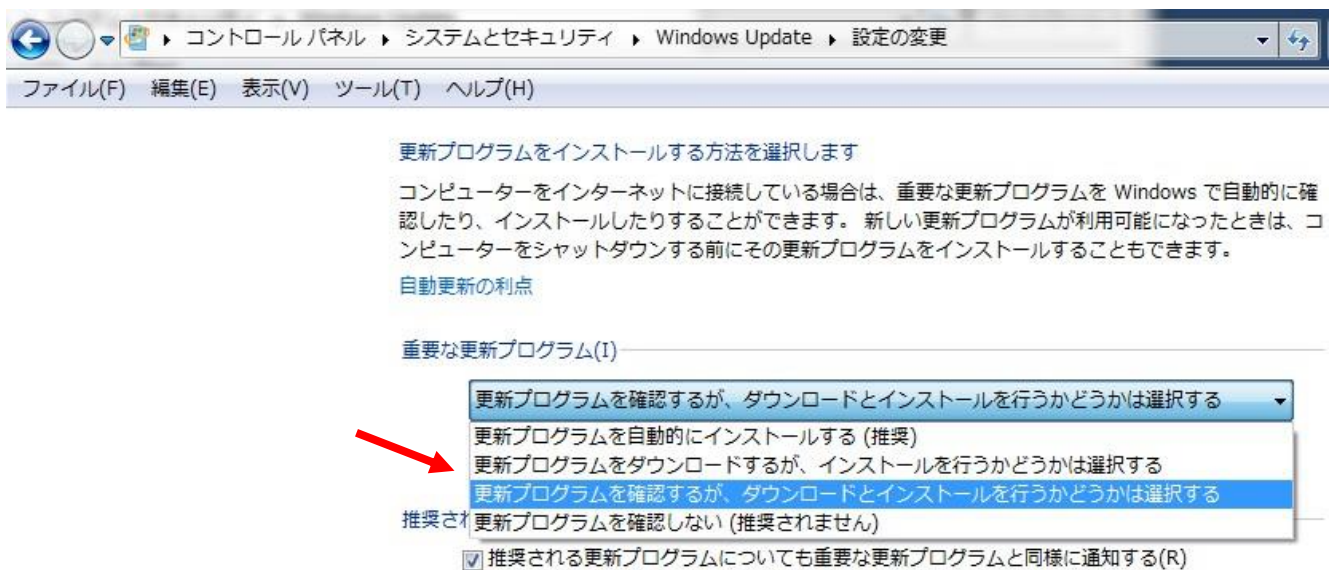 コントロール パネル ▸ システムとセキュリティ ▸ Windows Update ▸ 設定の変更
ファイル(F) 編集(E) 表示(V) ツール(T) ヘルプ(H)
更新プログラムをインストールする方法を選択します
コンピューターをインターネットに接続している場合は、重要な更新プログラムを Windows で自動的に確
認したり、インストールしたりすることができます。 新しい更新プログラムが利用可能になったときは、コ
ンピューターをシャットダウンする前にその更新プログラムをインストールすることもできます。
自動更新の利点
重要な更新プログラム(I)
更新プログラムを確認するが、ダウンロードとインストールを行うかどうかは選択する
更新プログラムを自動的にインストールする (推奨)
更新プログラムをダウンロードするが、インストールを行うかどうかは選択する
更新プログラムを確認するが、ダウンロードとインストールを行うかどうかは選択する
更新プログラムを確認しない (推奨されません)
推奨さ
推奨される更新プログラムについても重要な更新プログラムと同様に通知する(R)